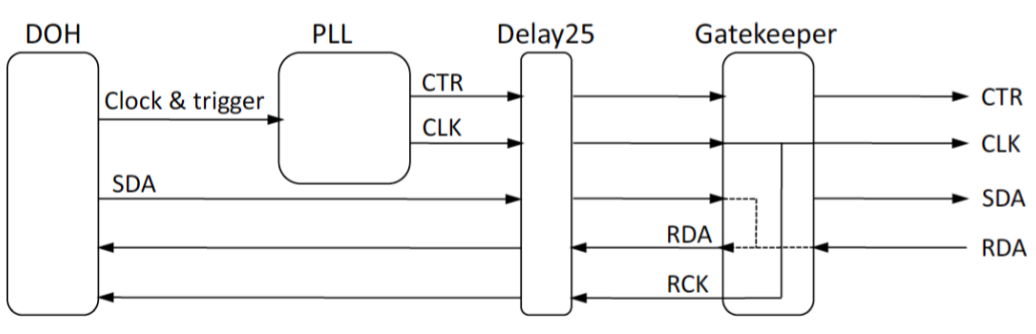 DOH
PLL
Delay25
Gatekeeper
CTR
Clock & trigger
CTR
CLK
CLK
SDA
SDA
RDA
RDA
RCK